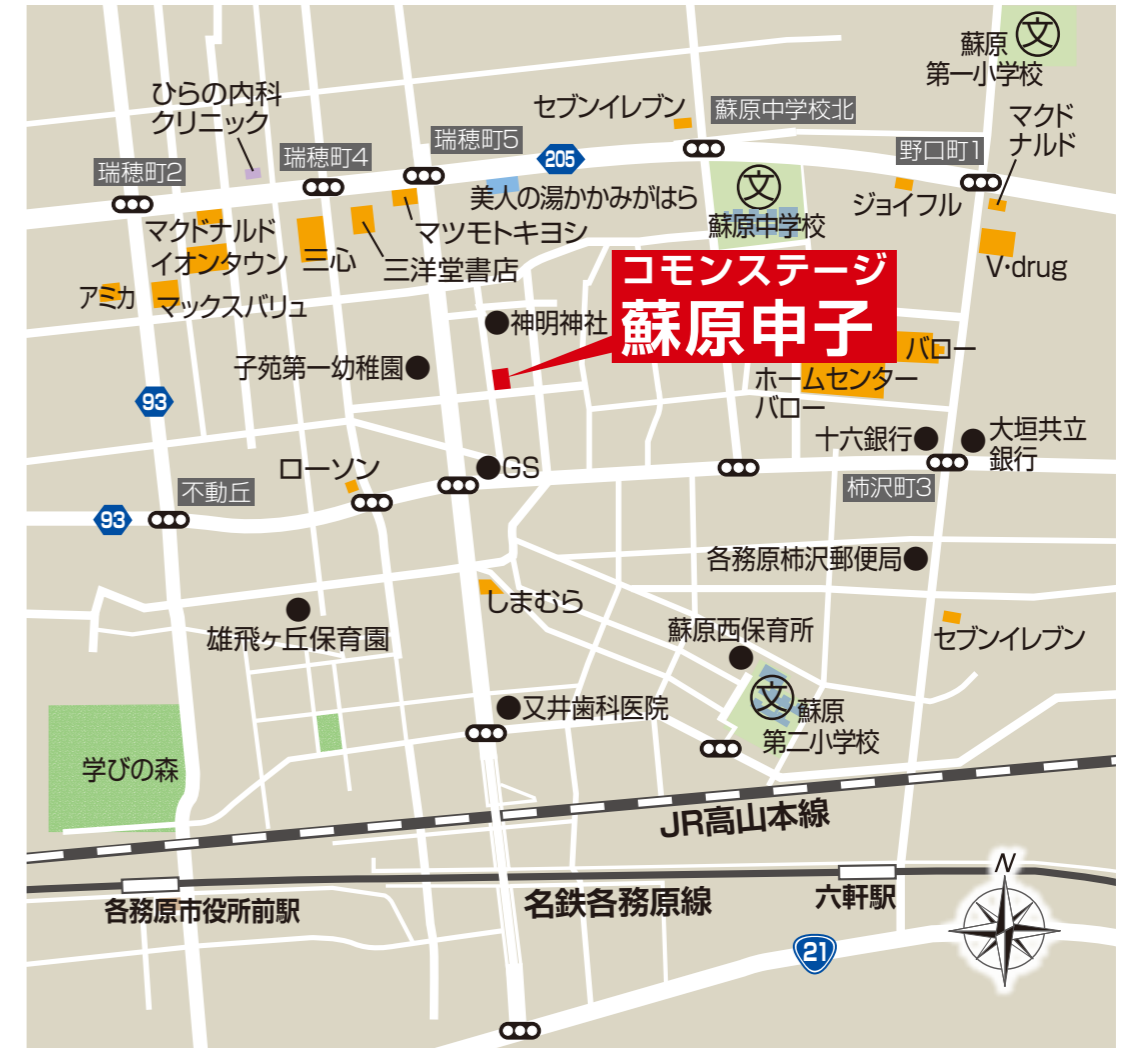 蘇原
第一小学校
文
ひらの内科
クリニック
セブンイレブン
蘇原中学校北
マクド
ナルド
瑞穂町5
瑞穂町4
瑞穂町2
205
野口町1
文
美人の湯かかみがはら
ジョイフル
蘇原中学校
マクドナルド
マツモトキヨシ
イオンタウン
三心
三洋堂書店
V・drug
アミカ
マックスバリュ
コモンステージ
蘇原申子
神明神社
バロー
子苑第一幼稚園
ホームセンター
バロー
93
十六銀行
大垣共立
銀行
ローソン
GS
不動丘
柿沢町3
93
各務原柿沢郵便局
しまむら
雄飛ヶ丘保育園
蘇原西保育所
セブンイレブン
文
又井歯科医院
蘇原
第二小学校
学びの森
JR高山本線
N
各務原市役所前駅
名鉄各務原線
六軒駅
21